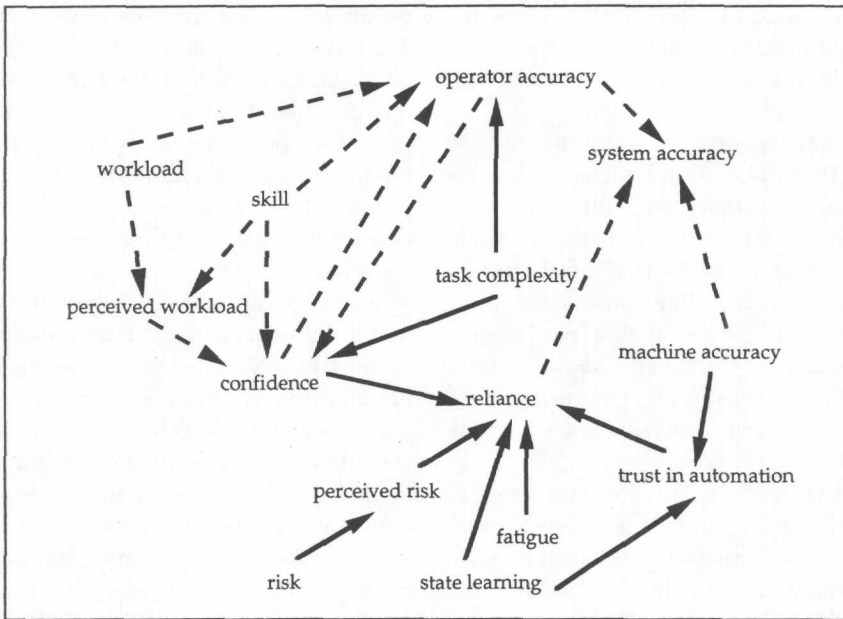 operator accuracy
system accuracy
workload
skill
task complexity
perceived workload
machine accuracy
confidence
reliance
trust in automation
perceived risk
fatigue
risk
state learning